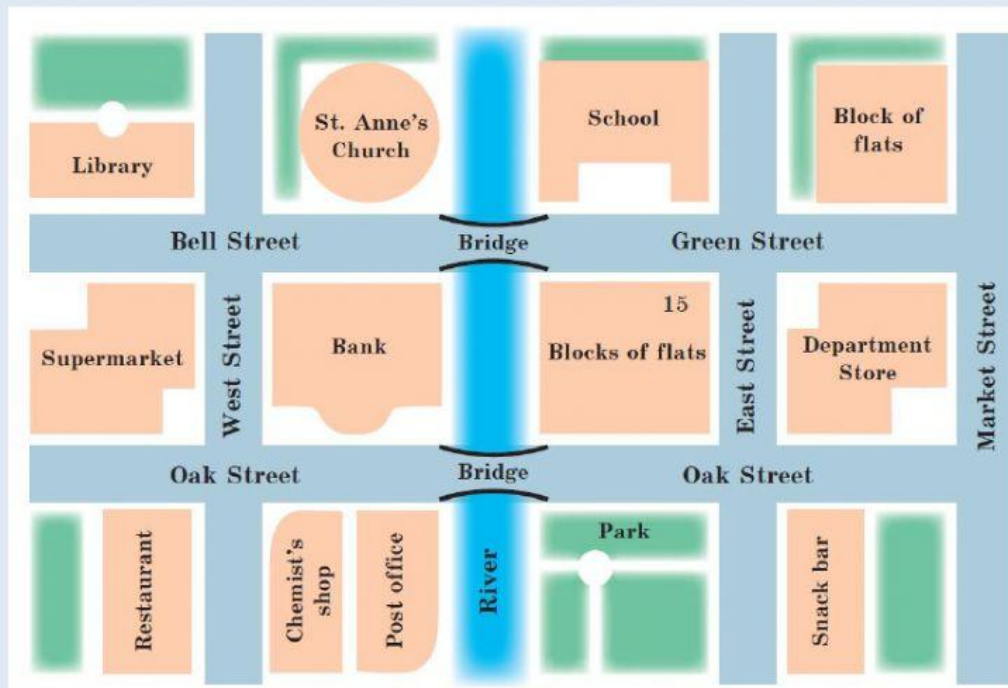 Library
St. Anne's
Church
School
Block of
flats
Bell Street
Bridge
Green Street
Supermarket
West Street
Bank
15
Blocks of flats
East Street
Department
Store
Market Street
Oak Street
Bridge
Oak Street
Restaurant
Chemist's
shop
Post office
River
Park
Snack bar